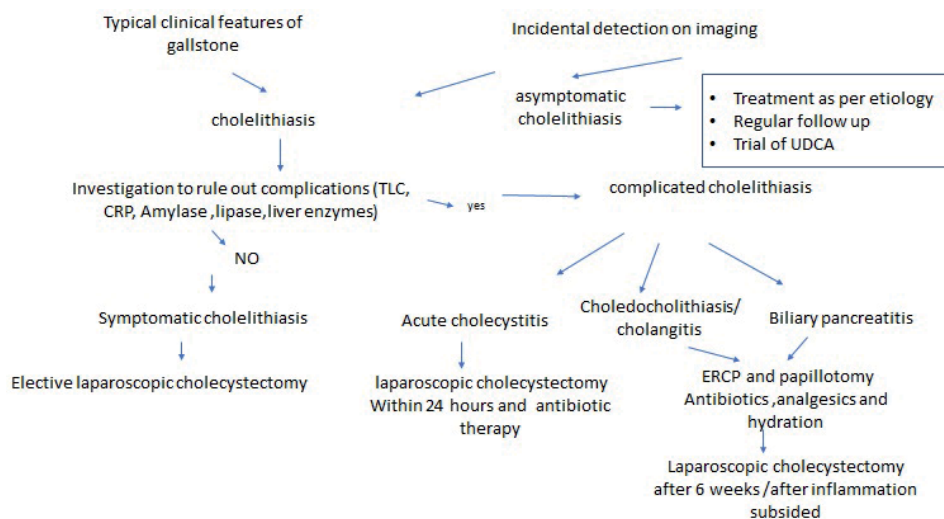 Typical clinical features of
gallstone
Incidental detection on imaging
asymptomatic
cholelithiasis
• Treatment as per etiology
• Regular follow up
• Trial of UDCA
cholelithiasis
Investigation to rule out complications (TLC,
CRP, Amylase ,lipase,liver enzymes)
yes
complicated cholelithiasis
NO
Symptomatic cholelithiasis
Acute cholecystitis
Choledocholithiasis/
cholangitis
Biliary pancreatitis
Elective laparoscopic cholecystectomy
laparoscopic cholecystectomy
Within 24 hours and antibiotic
therapy
ERCP and papillotomy
Antibiotics ,analgesics and
hydration
Laparoscopic cholecystectomy
after 6 weeks /after inflammation
subsided